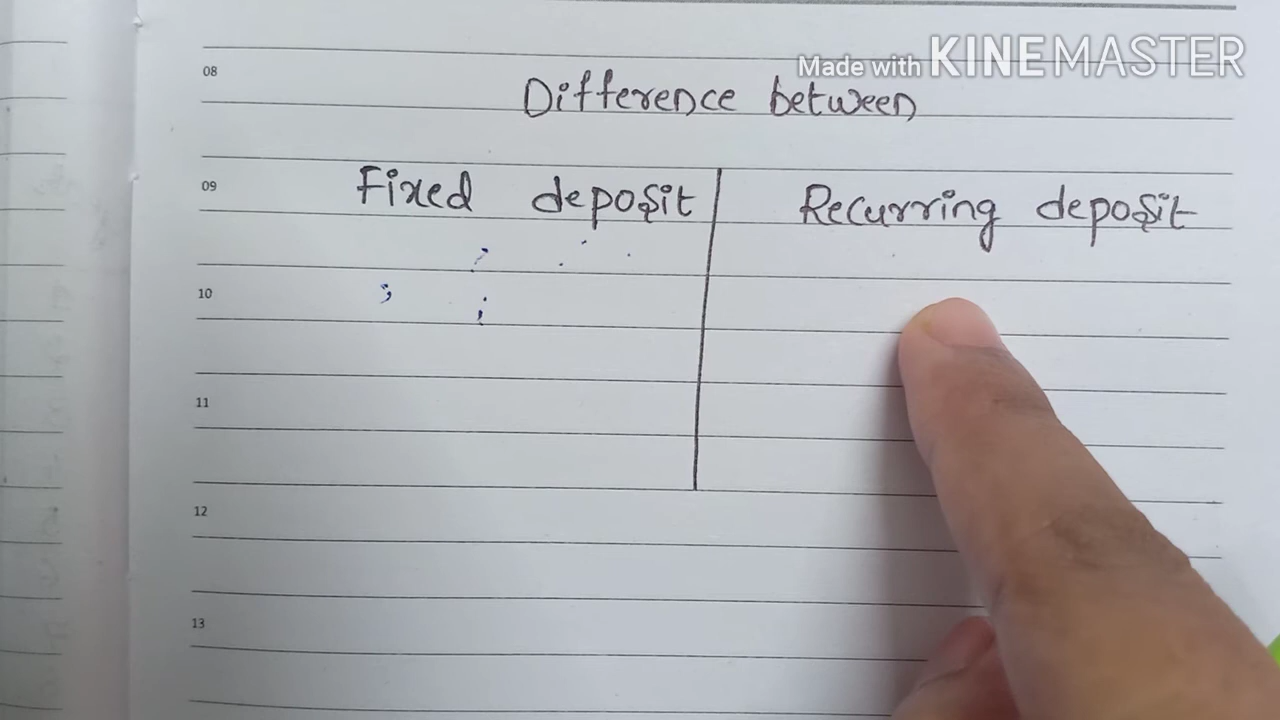 Made with KINEMASTER
08
Difference between
09
Fixed deposit
Recurring deposit
10
11
12
13